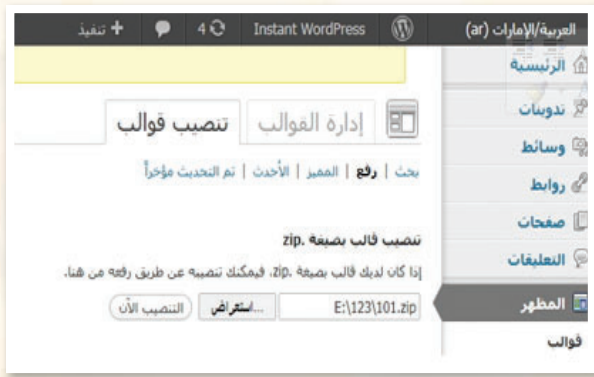 العربية/الإمارات (ar)
Instant WordPress
4
+ تنفيذ
الرئيسية
تدوينات
وسائط
روابط
صفحات
التعليقات
المظهر
قوالب
إدارة القوالب
تنصيب قوالب
بحث | رفع | المميز | الأحدث | تم التحديث مؤخراً
تنصيب قالب بصيغة .zip
إذا كان لديك قالب بصيغة .zip، فيمكنك تنصيبه عن طريق رفعه من هنا.
E:\123\101.zip
استعراض...
التنصيب الآن